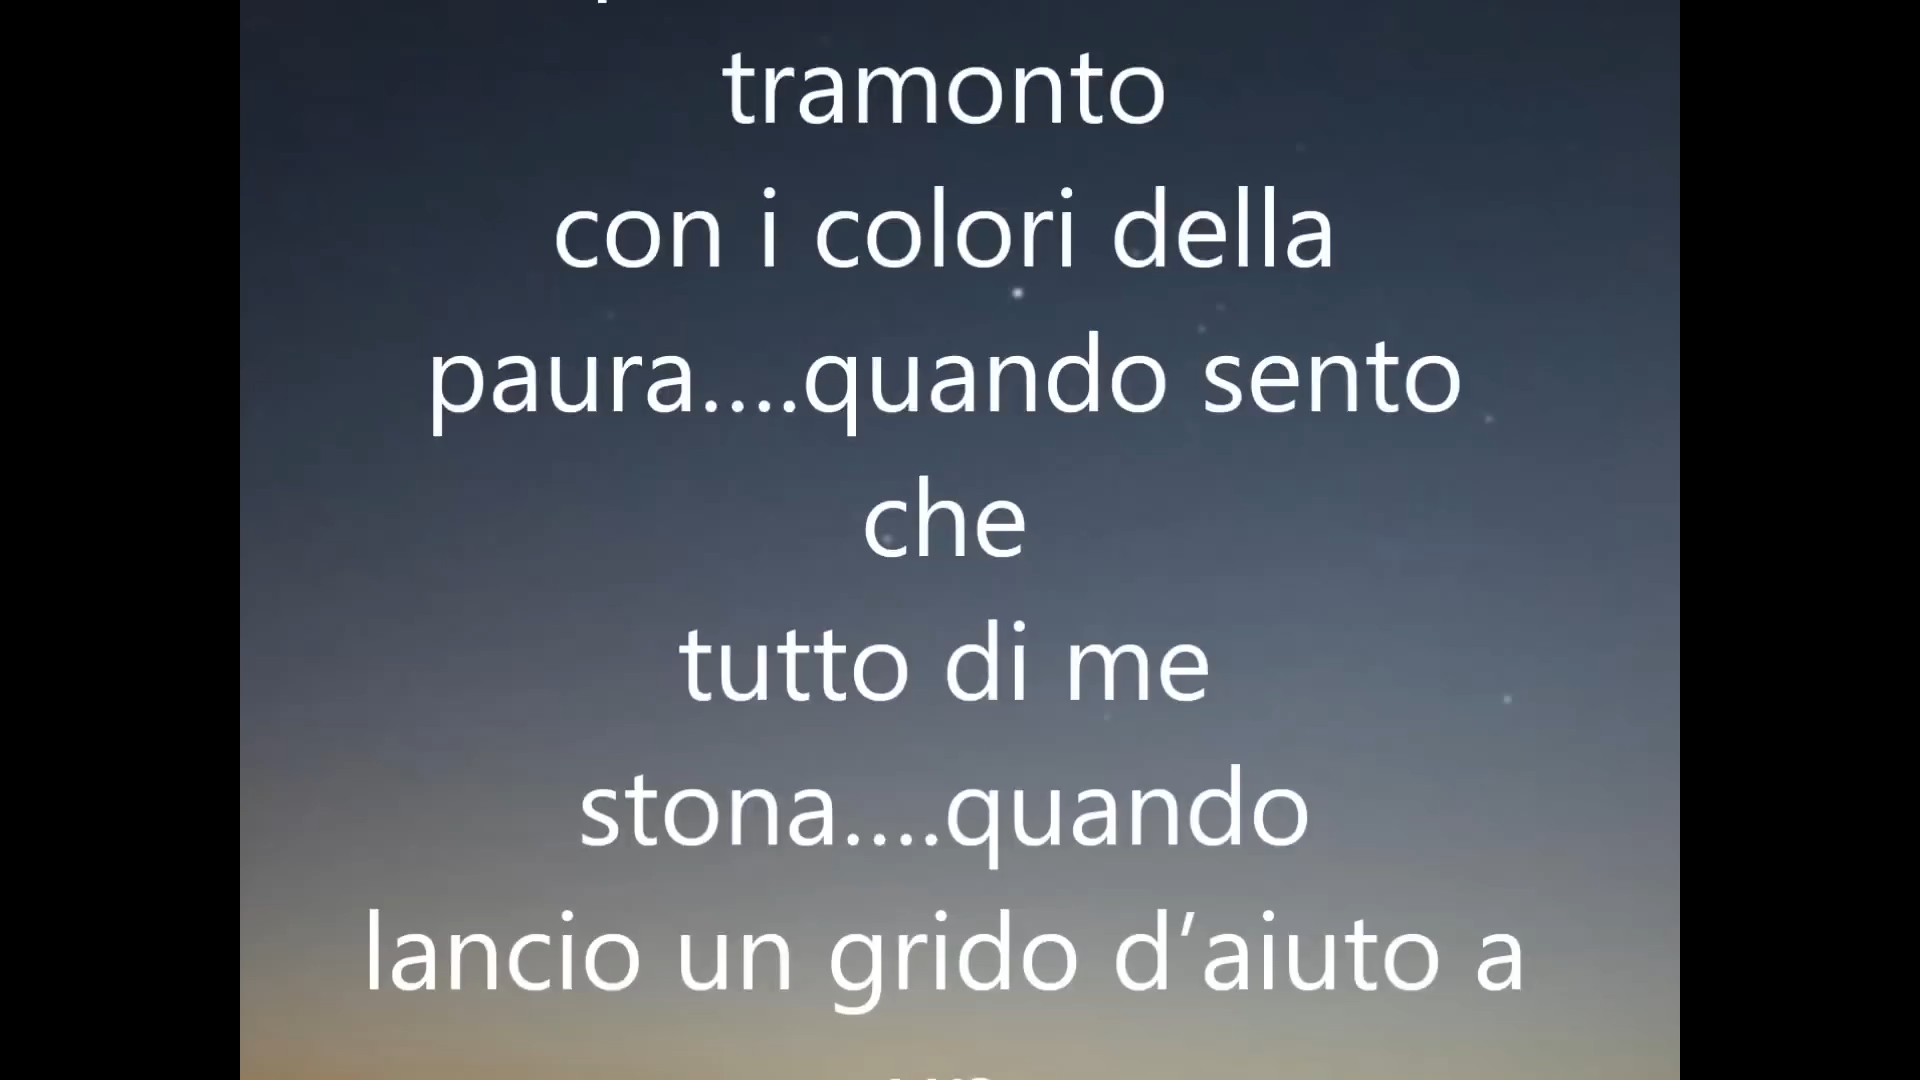 tramonto
con i colori della
paura....quando sento
che
tutto di me
stona....quando
lancio un grido d’aiuto a